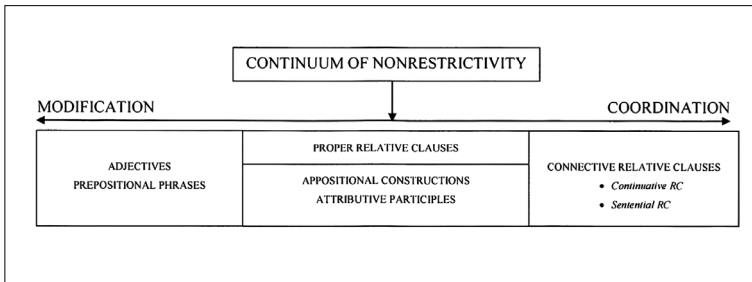 CONTINUUM OF NONRESTRICTIVITY
MODIFICATION
COORDINATION
ADJECTIVES
PREPOSITIONAL PHRASES
PROPER RELATIVE CLAUSES
APPOSITIONAL CONSTRUCTIONS
ATTRIBUTIVE PARTICIPLES
CONNECTIVE RELATIVE CLAUSES
• Continuative RC
• Sentential RC